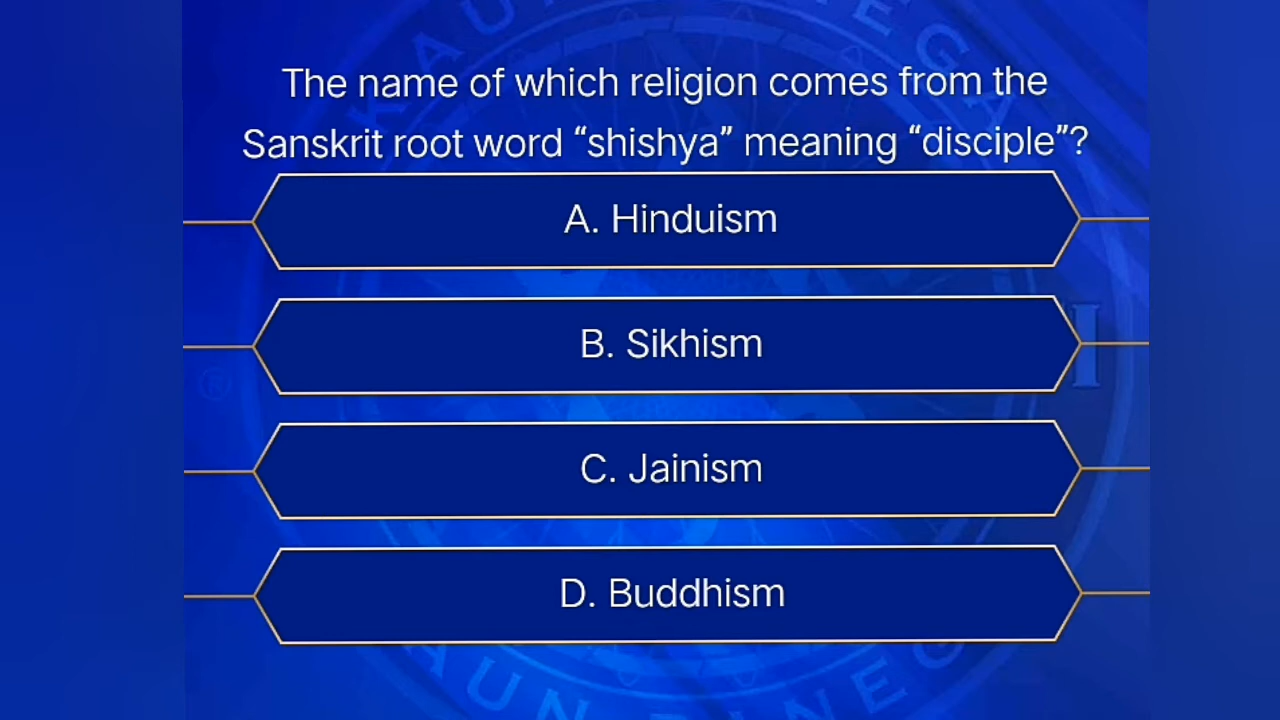 The name of which religion comes from the
Sanskrit root word “shishya” meaning “disciple”?
A. Hinduism
B. Sikhism
C. Jainism
D. Buddhism